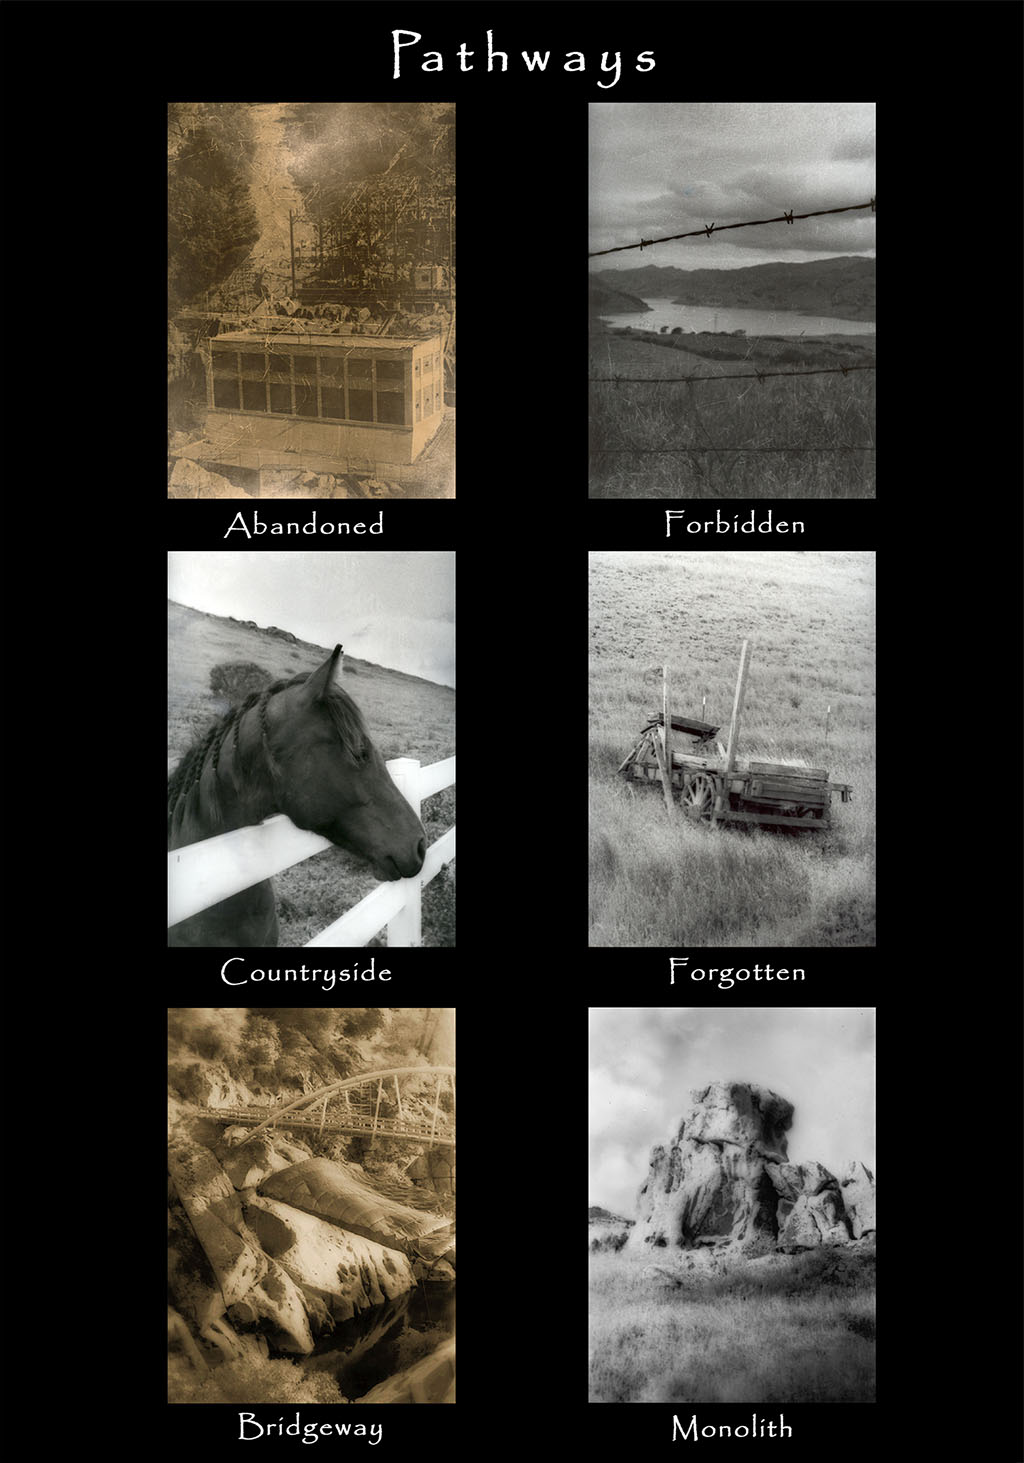 Pathways
Abandoned
Forbidden
Countryside
Forgotten
Bridgeway
Monolith